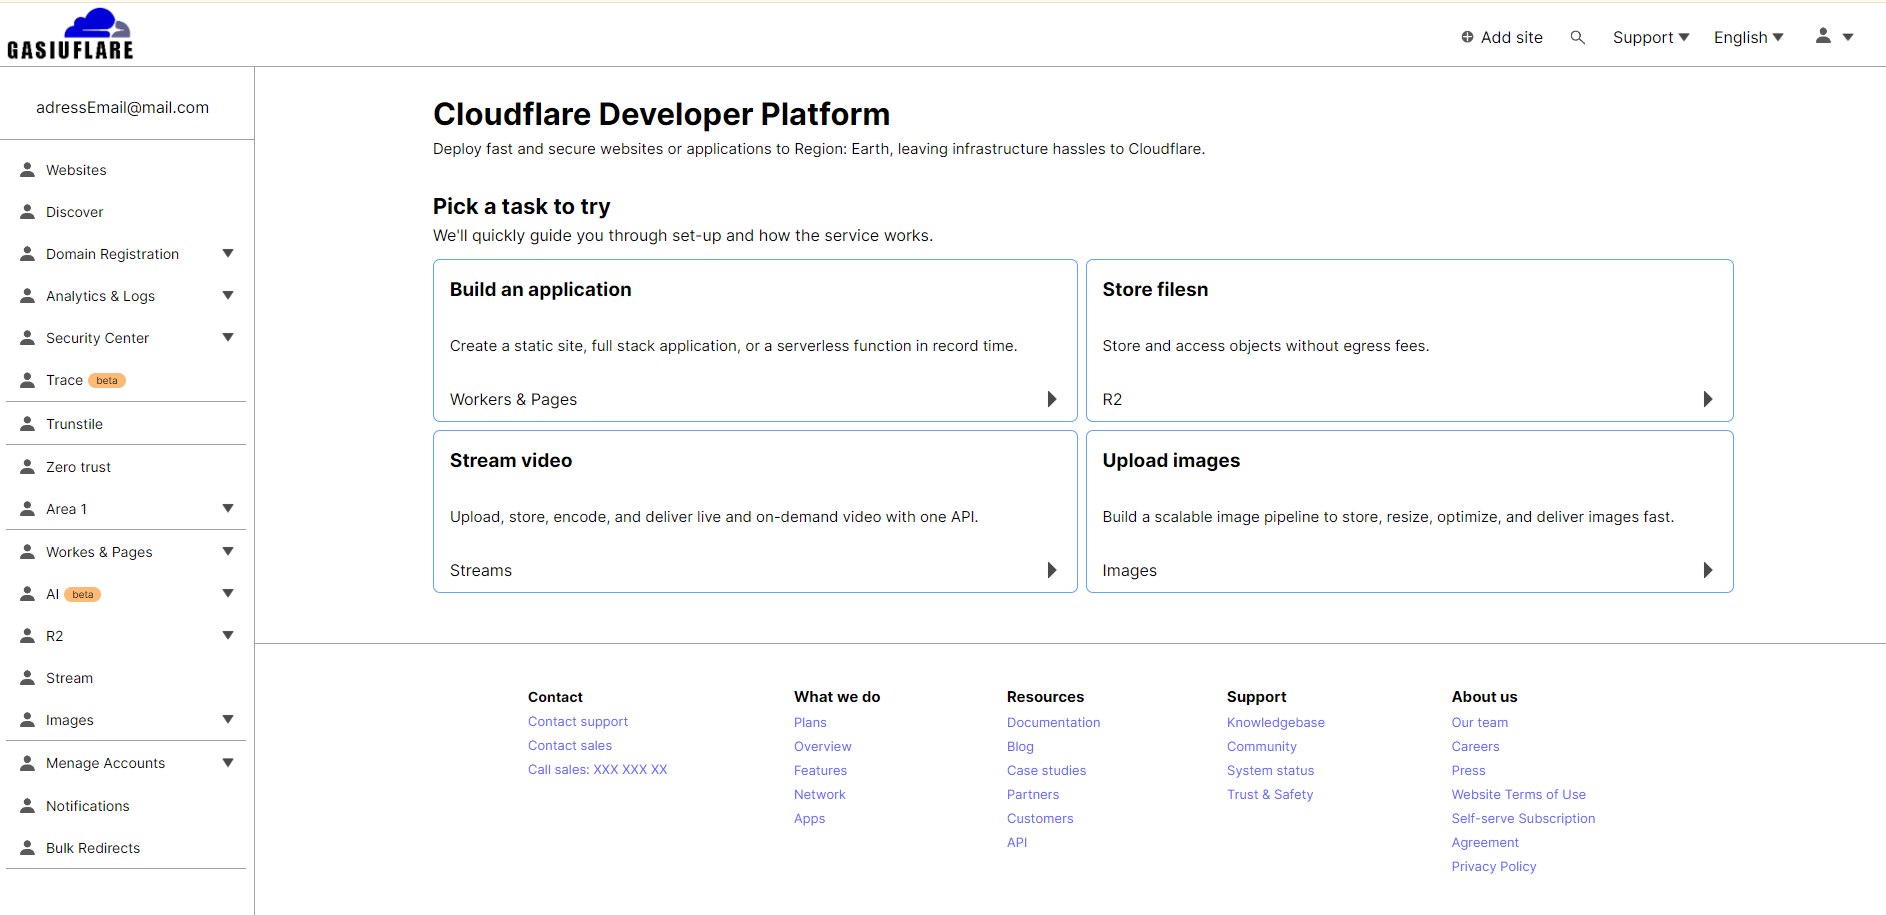 GASIUFLARE
Add site
Support
English
adressEmail@mail.com
Websites
Discover
Domain Registration
Analytics & Logs
Security Center
Trace beta
Trunstile
Zero trust
Area 1
Workes & Pages
AI beta
R2
Stream
Images
Menage Accounts
Notifications
Bulk Redirects
Cloudflare Developer Platform
Deploy fast and secure websites or applications to Region: Earth, leaving infrastructure hassles to Cloudflare.
Pick a task to try
We'll quickly guide you through set-up and how the service works.
Build an application
Create a static site, full stack application, or a serverless function in record time.
Workers & Pages
Store filesn
Store and access objects without egress fees.
R2
Stream video
Upload, store, encode, and deliver live and on-demand video with one API.
Streams
Upload images
Build a scalable image pipeline to store, resize, optimize, and deliver images fast.
Images
Contact
Contact support
Contact sales
Call sales: XXX XXX XX
What we do
Plans
Overview
Features
Network
Apps
Resources
Documentation
Blog
Case studies
Partners
Customers
API
Support
Knowledgebase
Community
System status
Trust & Safety
About us
Our team
Careers
Press
Website Terms of Use
Self-serve Subscription
Agreement
Privacy Policy